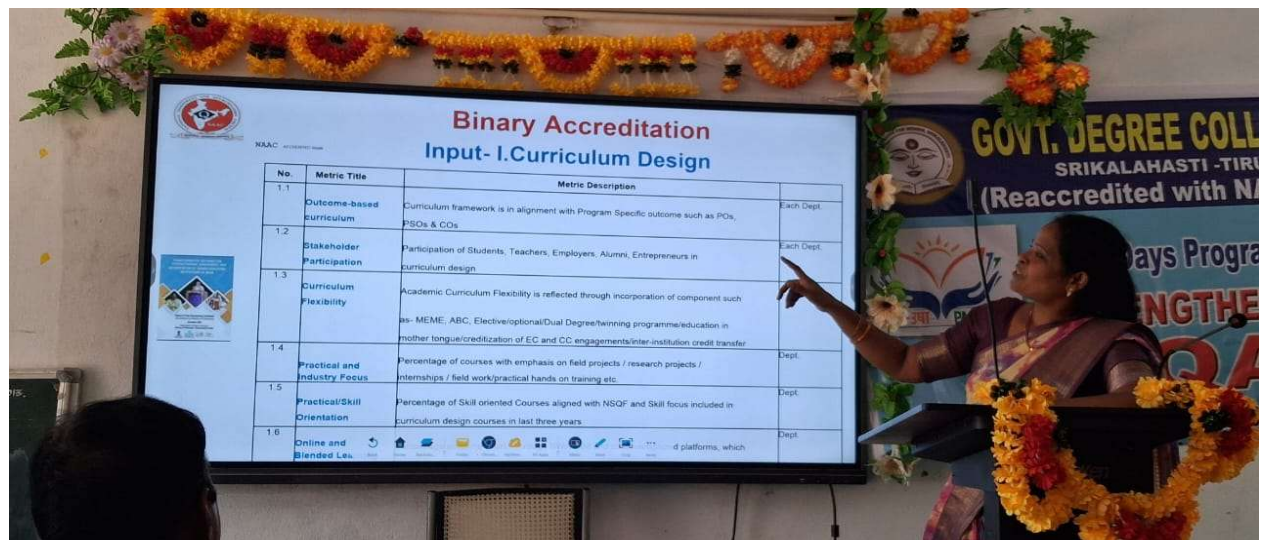 Binary Accreditation
NAAC
Input- I.Curriculum Design
No. Metric Title Metric Description
1.1
Outcome-based curriculum
Curriculum framework is in alignment with Program Specific outcome such as POs,
PSOs & COs
Each Dept.
1.2
Stakeholder
Participation
Participation of Students, Teachers, Employers, Alumni, Entrepreneurs in
curriculum design
Each Dept.
1.3
Curriculum
Flexibility
Academic Curriculum Flexibility is reflected through incorporation of component such
as- MEME, ABC, Elective/optional/Dual Degree/twinning programme/education in
mother tongue/creditization of EC and CC engagements/inter-institution credit transfer
1.4
Practical and
Industry Focus
Percentage of courses with emphasis on field projects / research projects /
internships / field work/practical hands on training etc.
Dept.
1.5
Practical/Skill
Orientation
Percentage of Skill oriented Courses aligned with NSQF and Skill focus included in
curriculum design courses in last three years
Dept.
1.6
Online and
Blended Lea
d platforms, which
Dept.
GOVT. DEGREE COLL
SRIKALAHASTI -TIRU
(Reaccredited with NA
Days Progra
NGTHE
QA